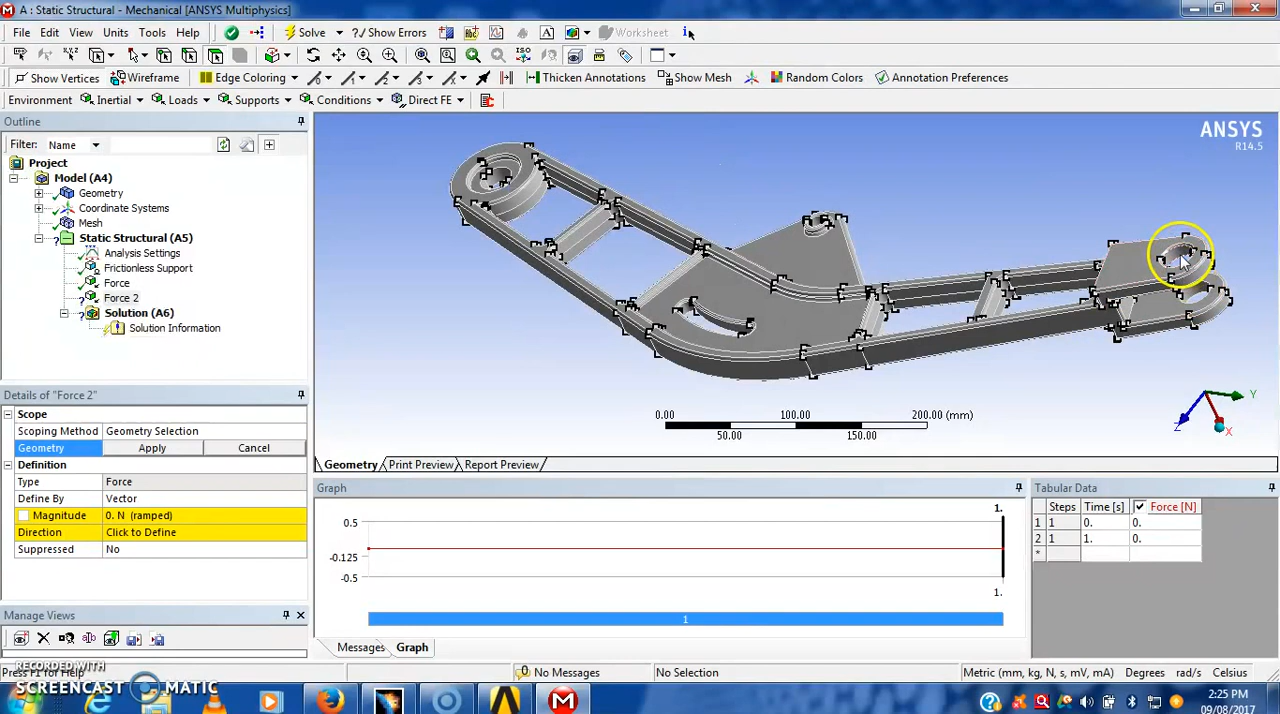 A : Static Structural - Mechanical [ANSYS Multiphysics]
File Edit View Units Tools Help Solve ?/ Show Errors Worksheet
Show Vertices Wireframe Edge Coloring Thicken Annotations Show Mesh Random Colors Annotation Preferences
Environment Inertial Loads Supports Conditions Direct FE
Outline
Filter: Name
Project
Model (A4)
Geometry
Coordinate Systems
Mesh
Static Structural (A5)
Analysis Settings
Frictionless Support
Force
Force 2
Solution (A6)
Solution Information
Details of "Force 2"
Scope
Scoping Method Geometry Selection
Geometry Apply Cancel
Definition
Type Force
Define By Vector
Magnitude 0. N (ramped)
Direction Click to Define
Suppressed No
Manage Views
ANSYS
R14.5
0.00 100.00 200.00 (mm)
50.00 150.00
Y
Z
X
Geometry Print Preview Report Preview
Graph
1.
0.5
-0.125
-0.5
1.
1
Messages Graph
Tabular Data
Steps Time [s] Force [N]
1 1 0. 0.
2 1 1. 0.
*
Press F1 for Help No Messages No Selection Metric (mm, kg, N, s, mV, mA) Degrees rad/s Celsius
RECORDED WITH
SCREENCAST MATIC
2:25 PM
09/08/2017